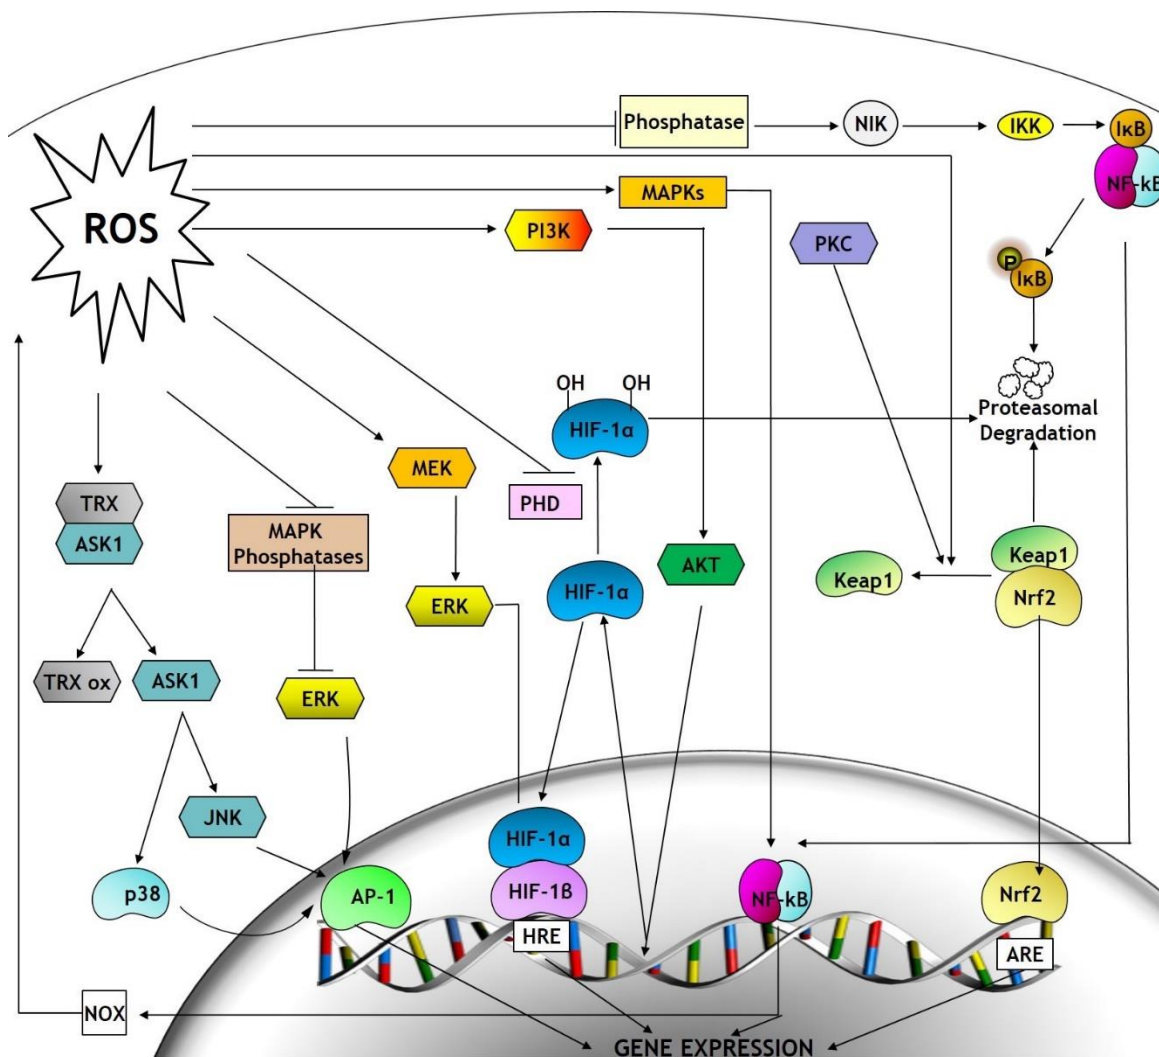 Phosphatase
NIK
IKK
IκB
NF-kB
ROS
MAPKs
PI3K
PKC
P
IκB
OH
OH
HIF-1α
Proteasomal
Degradation
MEK
PHD
TRX
ASK1
MAPK
Phosphatases
ERK
HIF-1α
AKT
Keap1
Keap1
Nrf2
TRX ox
ASK1
ERK
JNK
p38
AP-1
HIF-1α
HIF-1ß
HRE
NF-kB
Nrf2
ARE
NOX
GENE EXPRESSION